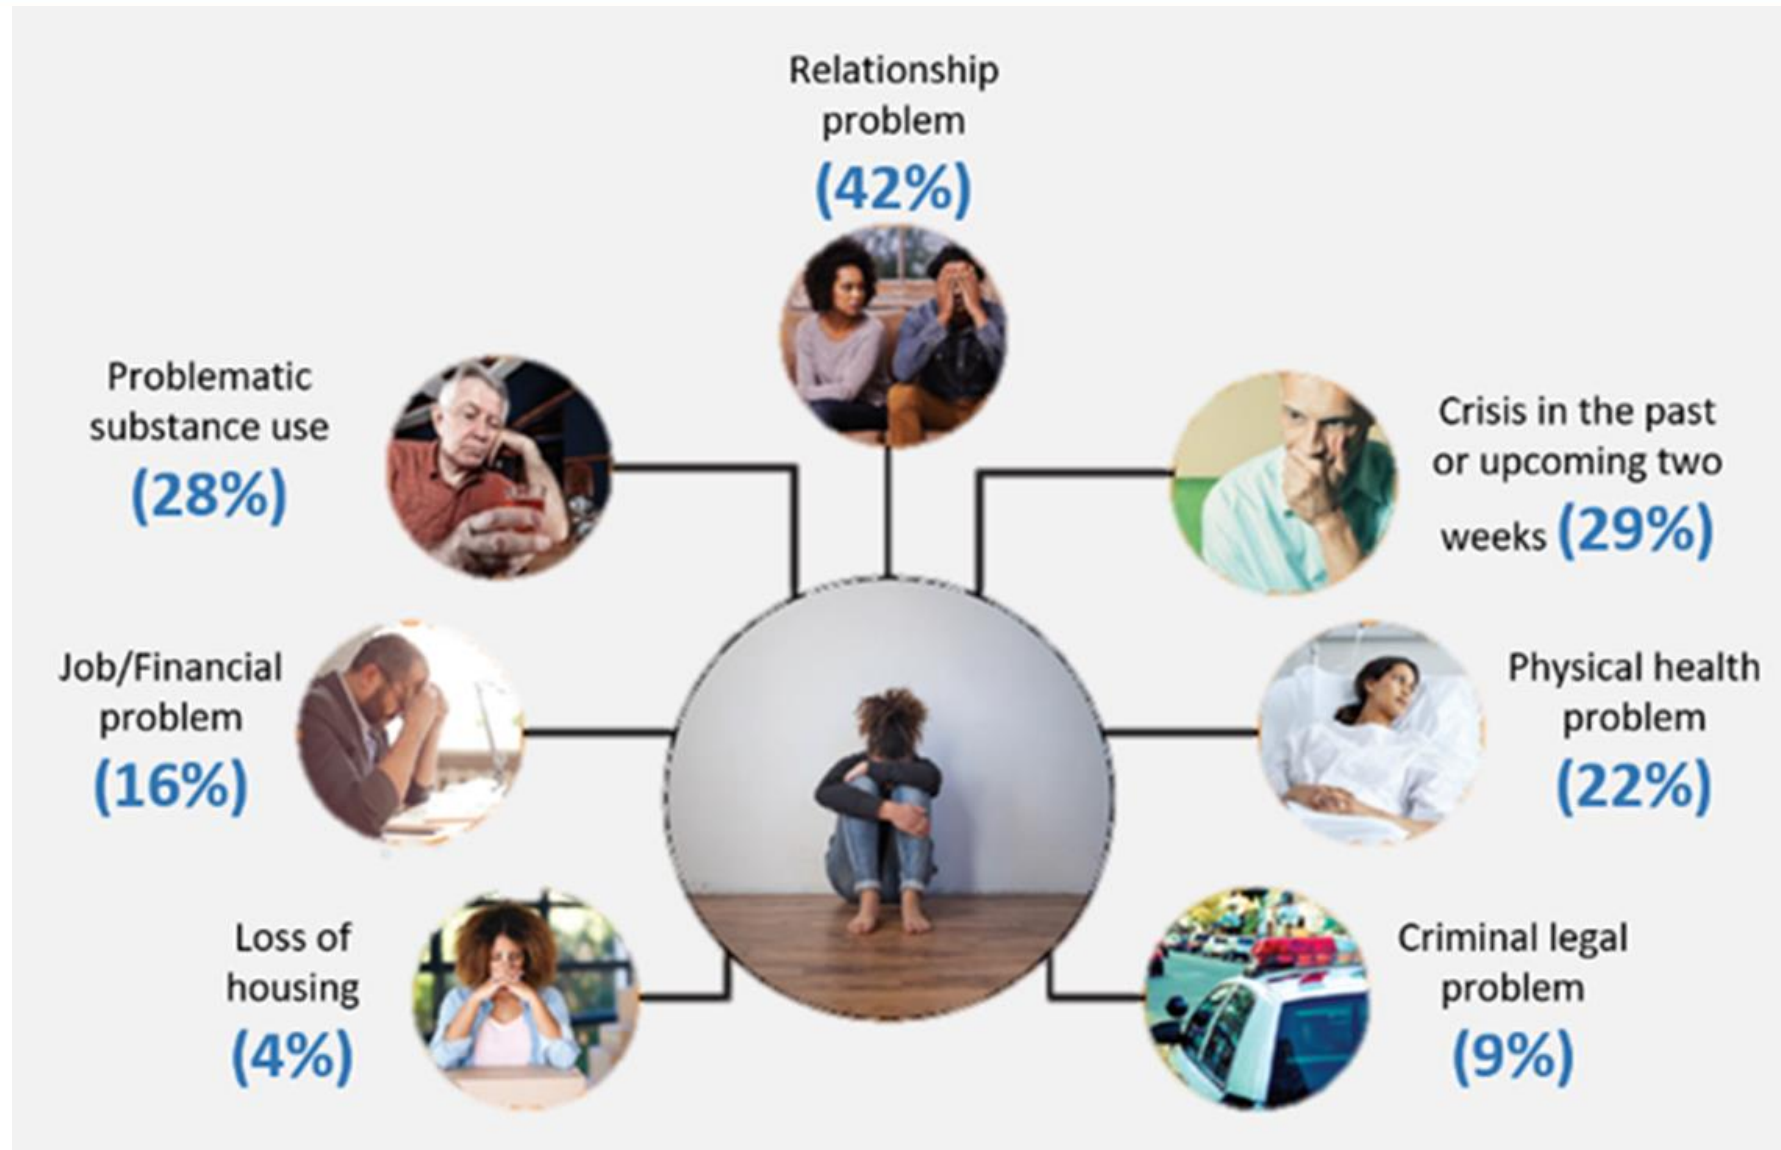 Relationship
problem
(42%)
Problematic
substance use
(28%)
Crisis in the past
or upcoming two
weeks (29%)
Job/Financial
problem
(16%)
Physical health
problem
(22%)
Loss of
housing
(4%)
Criminal legal
problem
(9%)